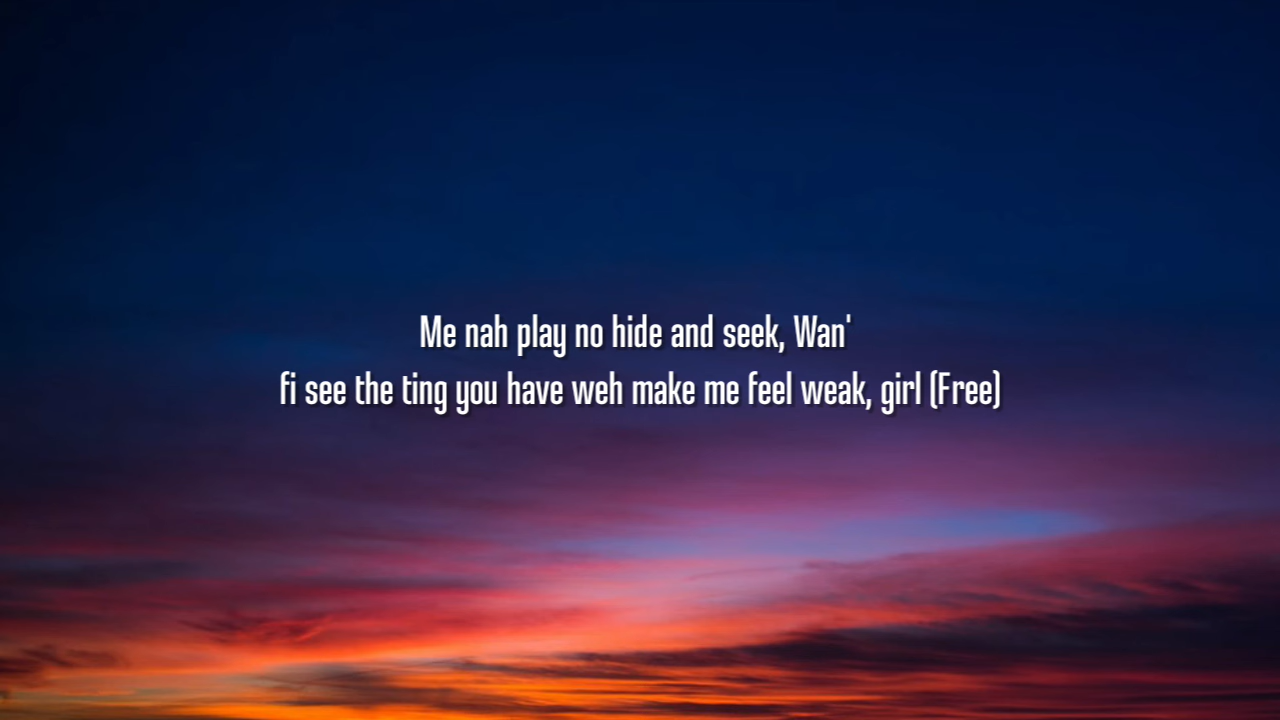 Me nah play no hide and seek, Wan'
fi see the ting you have weh make me feel weak, girl (Free)